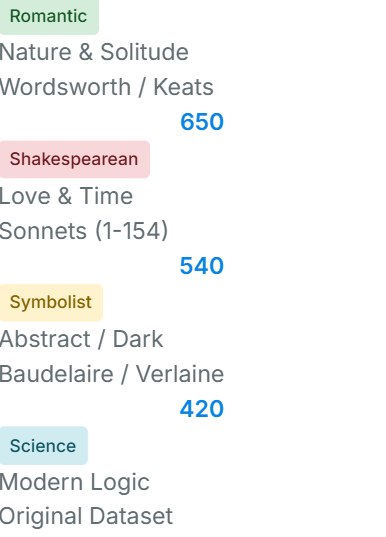 Romantic
Nature & Solitude
Wordsworth / Keats
650
Shakespearean
Love & Time
Sonnets (1-154)
540
Symbolist
Abstract / Dark
Baudelaire / Verlaine
420
Science
Modern Logic
Original Dataset